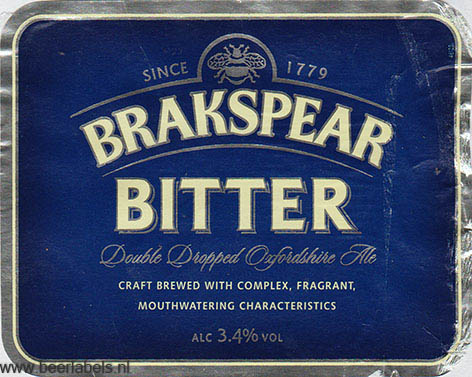 SINCE 1779
BRAKSPEAR
BITTER
Double Dropped Oxfordshire Ale
CRAFT BREWED WITH COMPLEX, FRAGRANT,
MOUTHWATERING CHARACTERISTICS
ALC 3.4% VOL
www.beerlabels.nl